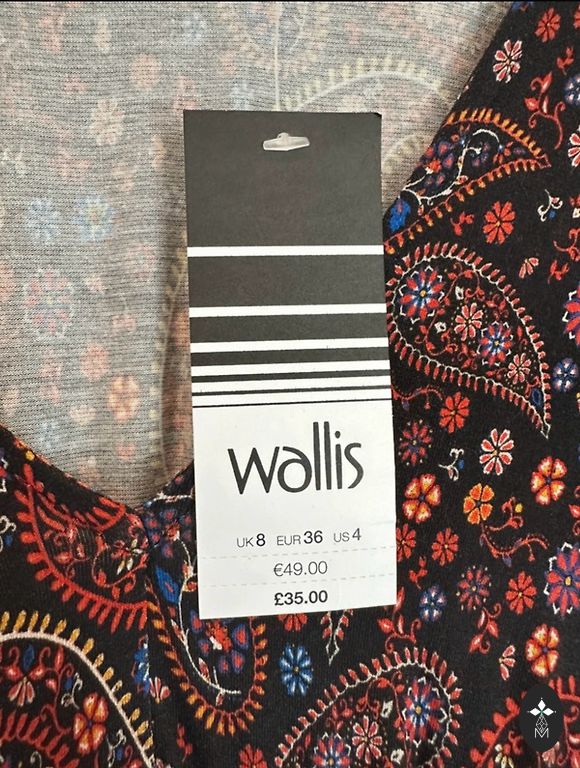 wallis
UK 8 EUR 36 US 4
€49.00
£35.00
M